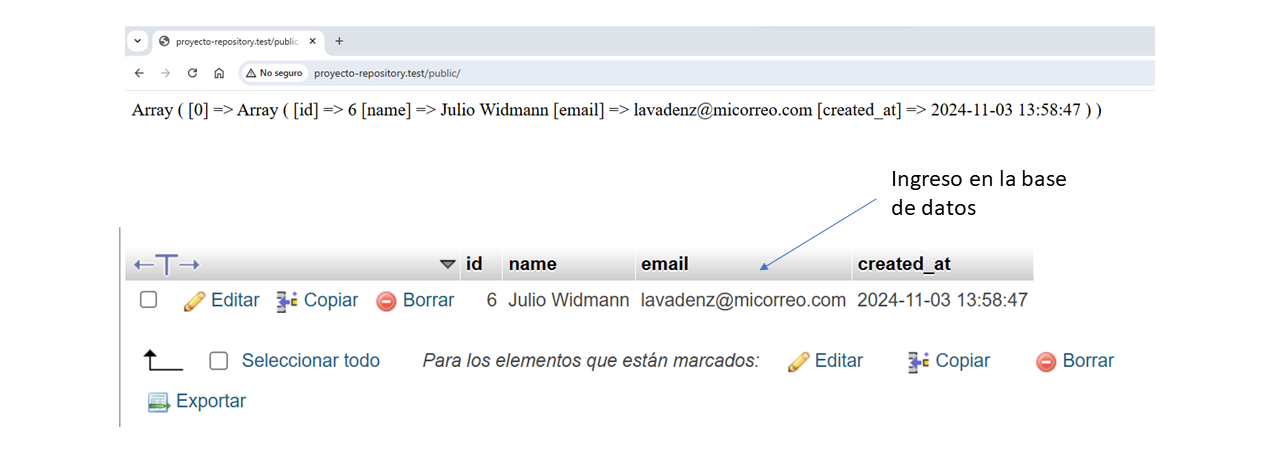 proyecto-repository.test/public
No seguro proyecto-repository.test/public/
Array ( [0] => Array ( [id] => 6 [name] => Julio Widmann [email] => lavadenz@micorreo.com [created_at] => 2024-11-03 13:58:47 ) )
Ingreso en la base
de datos
id name email created_at
Editar Copiar Borrar 6 Julio Widmann lavadenz@micorreo.com 2024-11-03 13:58:47
Seleccionar todo Para los elementos que están marcados: Editar Copiar Borrar
Exportar